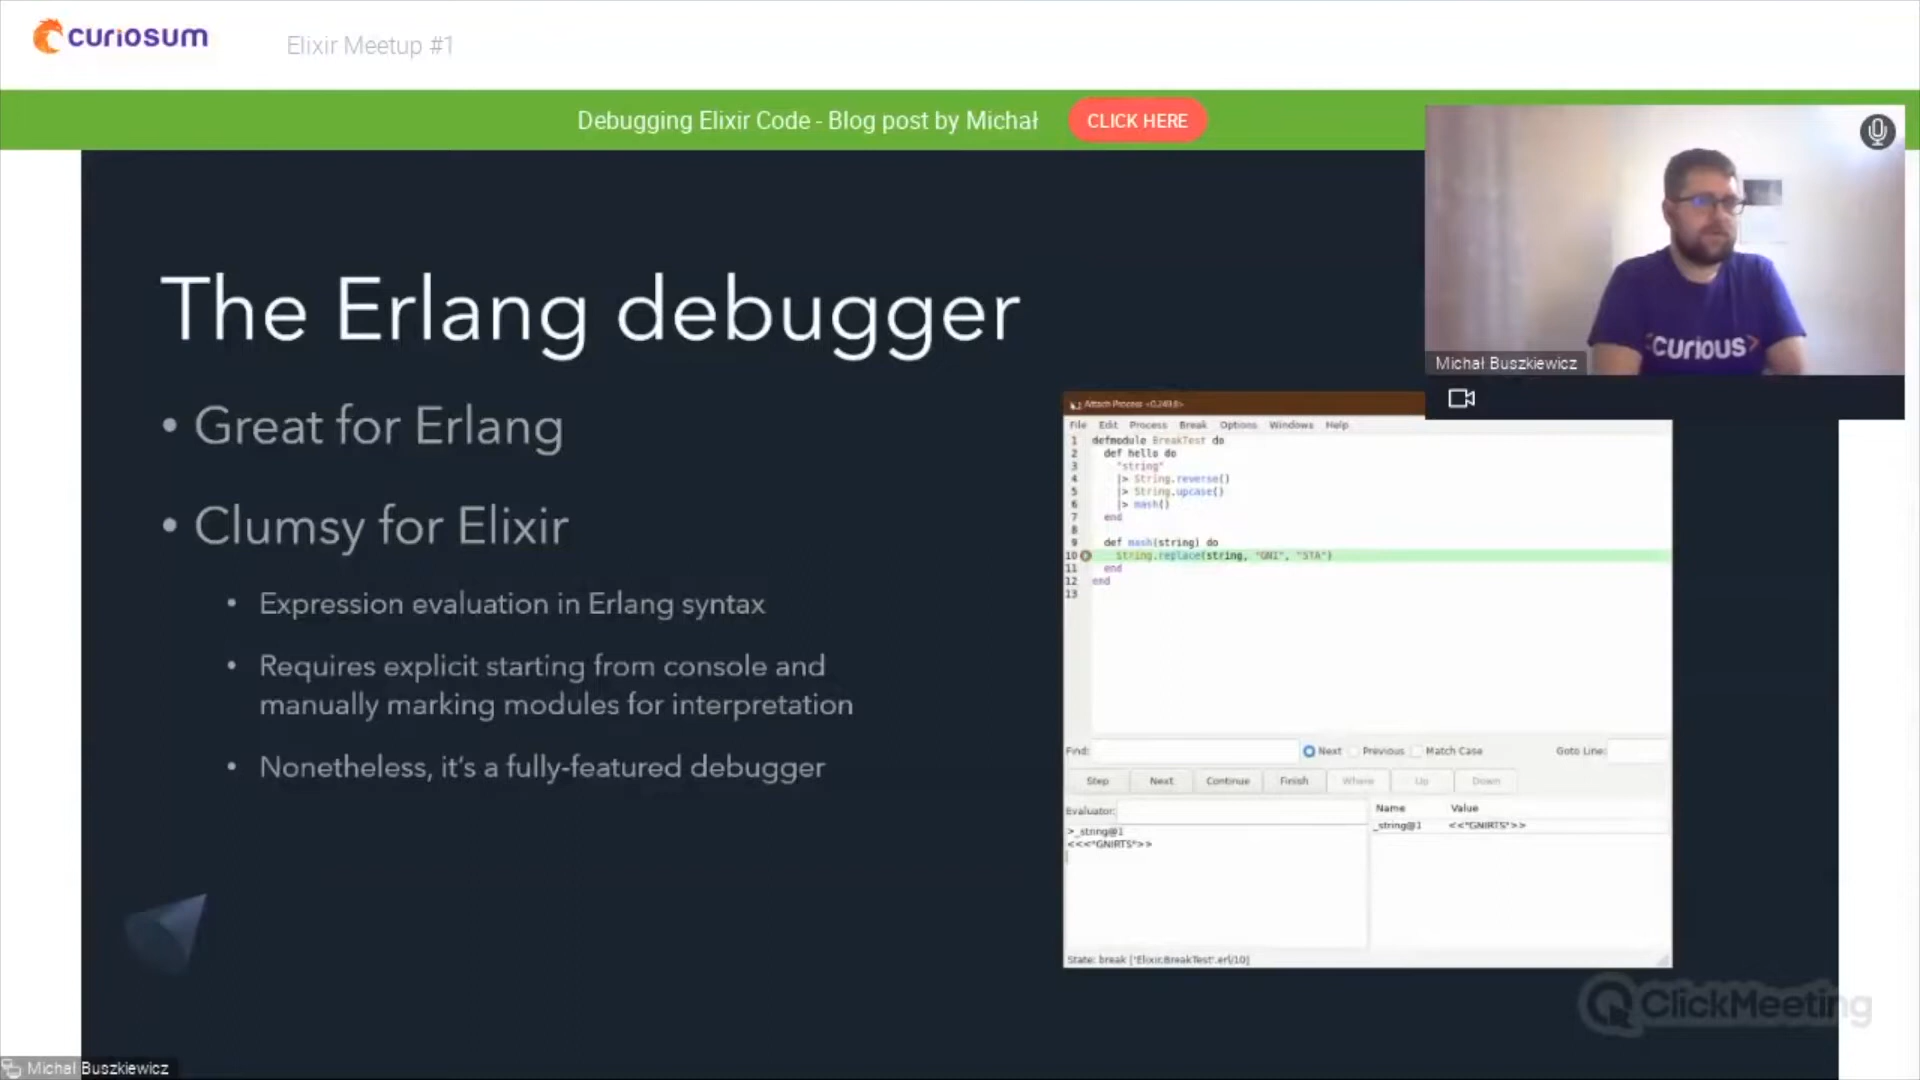 curiosum
Elixir Meetup #1
Debugging Elixir Code - Blog post by Michał
CLICK HERE
<curious>
Michał Buszkiewicz
The Erlang debugger
• Great for Erlang
• Clumsy for Elixir
• Expression evaluation in Erlang syntax
• Requires explicit starting from console and
manually marking modules for interpretation
• Nonetheless, it's a fully-featured debugger
Attach Process <0.249.0>
File Edit Process Break Options Windows Help
1 defmodule BreakTest do
2 def hello do
3 "string"
4 |> String.reverse()
5 |> String.upcase()
6 |> mash()
7 end
8
9 def mash(string) do
10 String.replace(string, "GNI", "STA")
11 end
12 end
13
Find: Next Previous Match Case Goto Line:
Step Next Continue Finish Where Up Down
Evaluator:
>_string@1
<<<"GNIRTS">>
Name Value
_string@1 <<"GNIRTS">>
State: break ['Elixir.BreakTest'.erl/10]
ClickMeeting
Michał Buszkiewicz